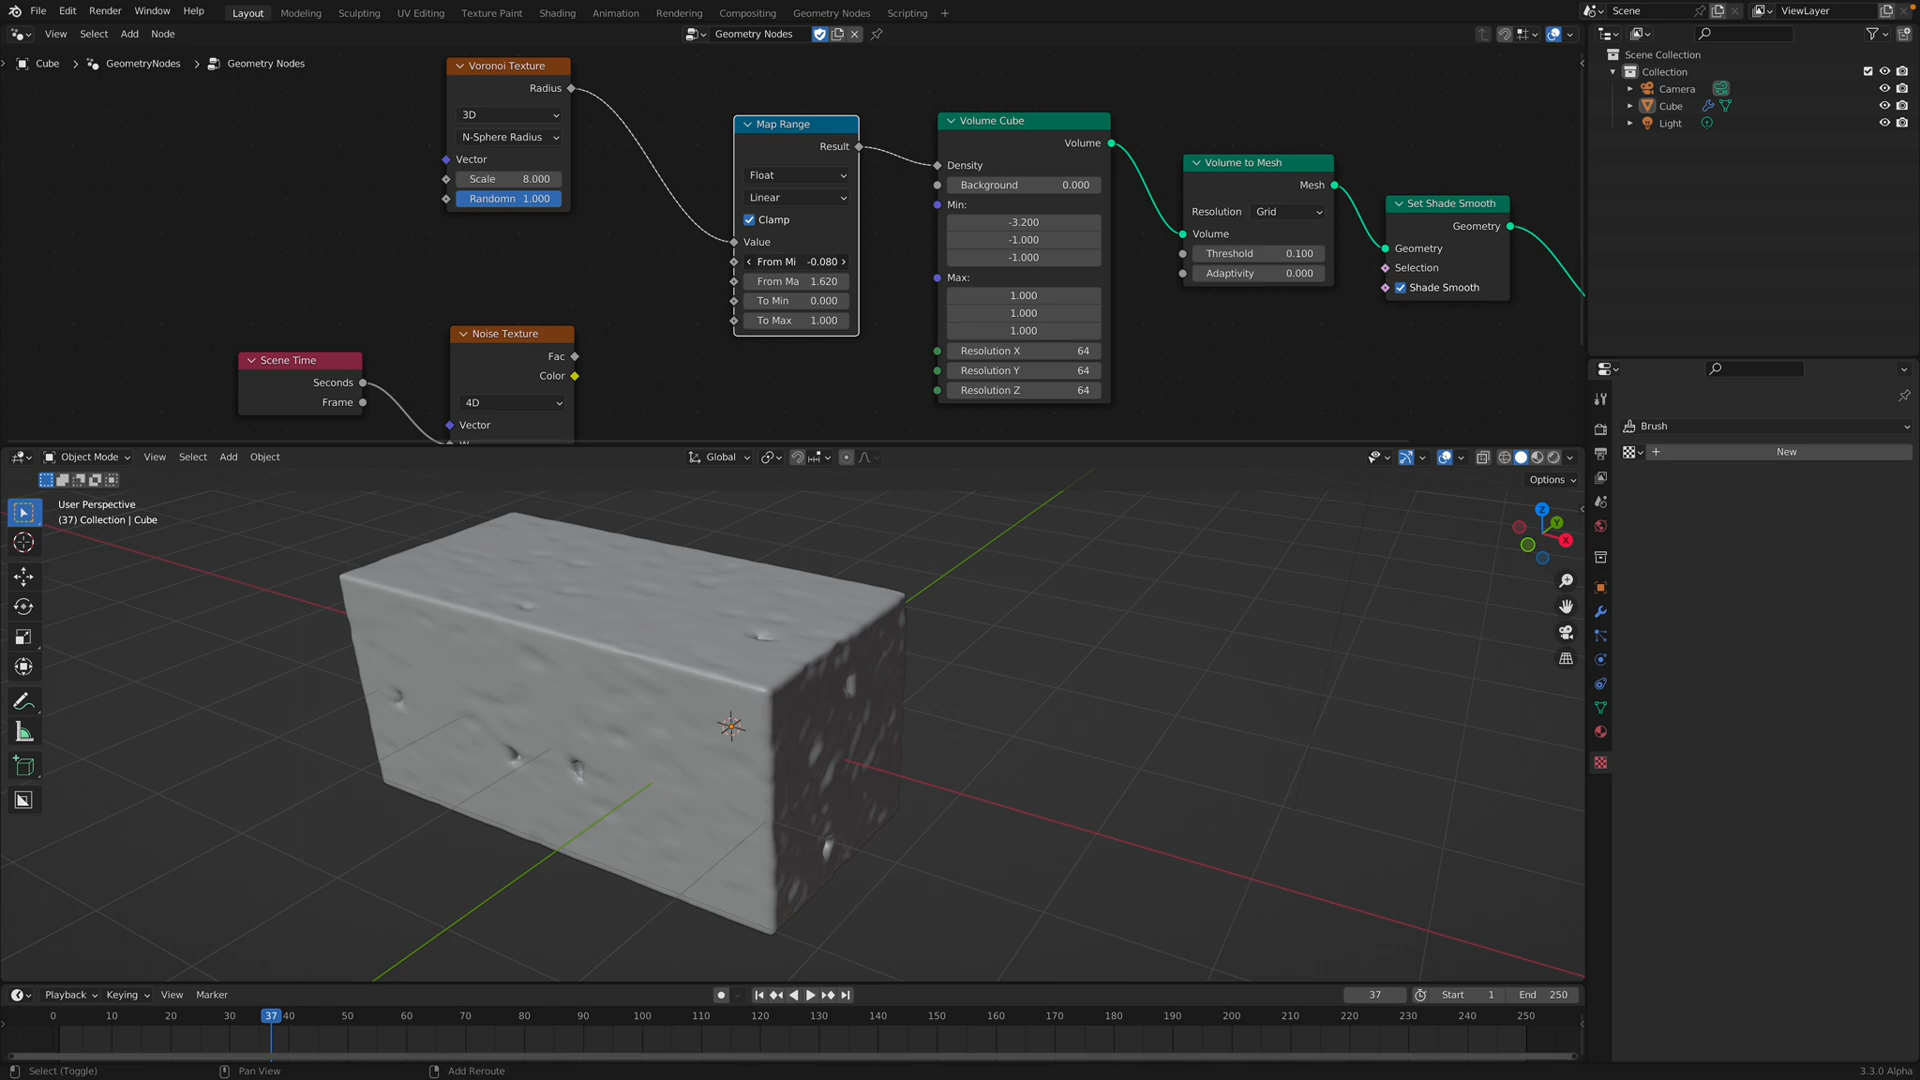 File Edit Render Window Help Layout Modeling Sculpting UV Editing Texture Paint Shading Animation Rendering Compositing Geometry Nodes Scripting + Scene ViewLayer
View Select Add Node Geometry Nodes
Cube > GeometryNodes > Geometry Nodes
Voronoi Texture
Radius
3D
N-Sphere Radius
Vector
Scale 8.000
Randomn 1.000
Scene Time
Seconds
Frame
Noise Texture
Fac
Color
4D
Vector
Map Range
Result
Float
Linear
Clamp
Value
From Mi -0.080
From Ma 1.620
To Min 0.000
To Max 1.000
Volume Cube
Volume
Density
Background 0.000
Min:
-3.200
-1.000
-1.000
Max:
1.000
1.000
1.000
Resolution X 64
Resolution Y 64
Resolution Z 64
Volume to Mesh
Mesh
Resolution Grid
Volume
Threshold 0.100
Adaptivity 0.000
Set Shade Smooth
Geometry
Geometry
Selection
Shade Smooth
Scene Collection
Collection
Camera
Cube
Light
Brush
+ New
Object Mode View Select Add Object Global
Options
User Perspective
(37) Collection | Cube
Z
Y
X
Playback Keying View Marker 37 Start 1 End 250
0 10 20 30 37 40 50 60 70 80 90 100 110 120 130 140 150 160 170 180 190 200 210 220 230 240 250
Select (Toggle) Pan View Add Reroute 3.3.0 Alpha